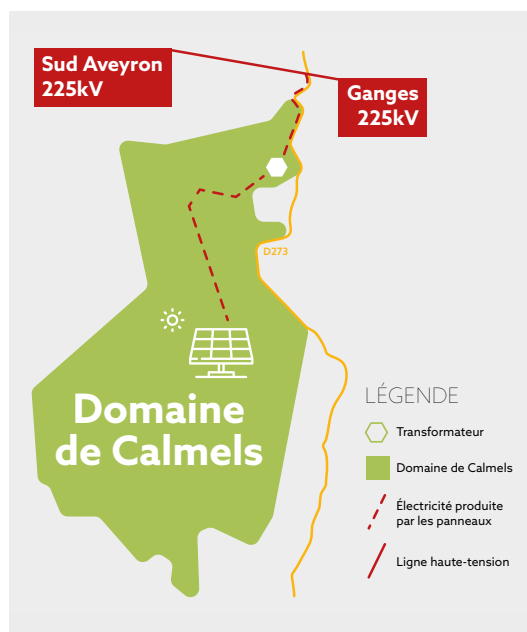 Sud Aveyron
225kV
Ganges
225kV
D273
Domaine
de Calmels
LÉGENDE
Transformateur
Domaine de Calmels
Électricité produite
par les panneaux
Ligne haute-tension